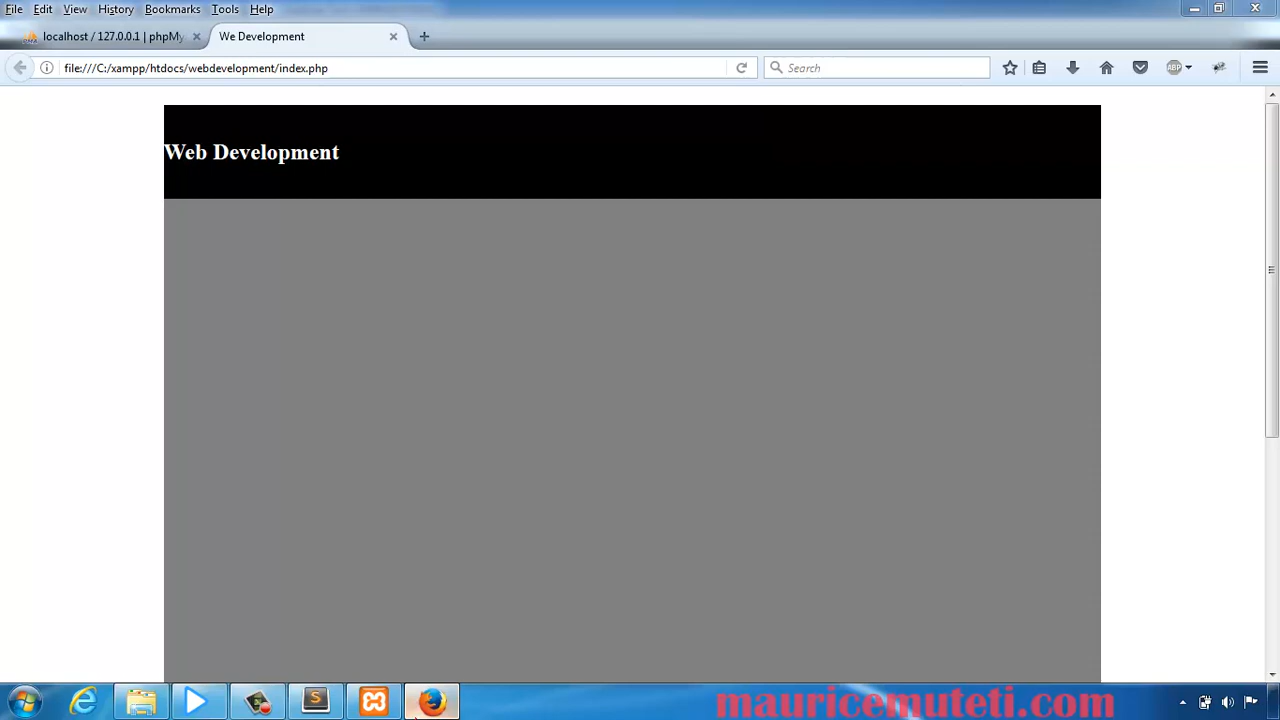 File Edit View History Bookmarks Tools Help
localhost / 127.0.0.1 | phpMy
We Development
file:///C:/xampp/htdocs/webdevelopment/index.php
Search
ABP
Web Development
mauricemuteti.com